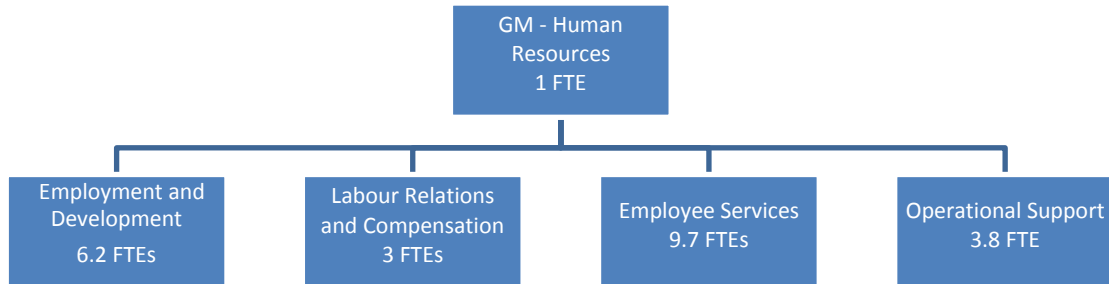 GM - Human
Resources
1 FTE
Employment and
Development
6.2 FTEs
Labour Relations
and Compensation
3 FTEs
Employee Services
9.7 FTEs
Operational Support
3.8 FTE